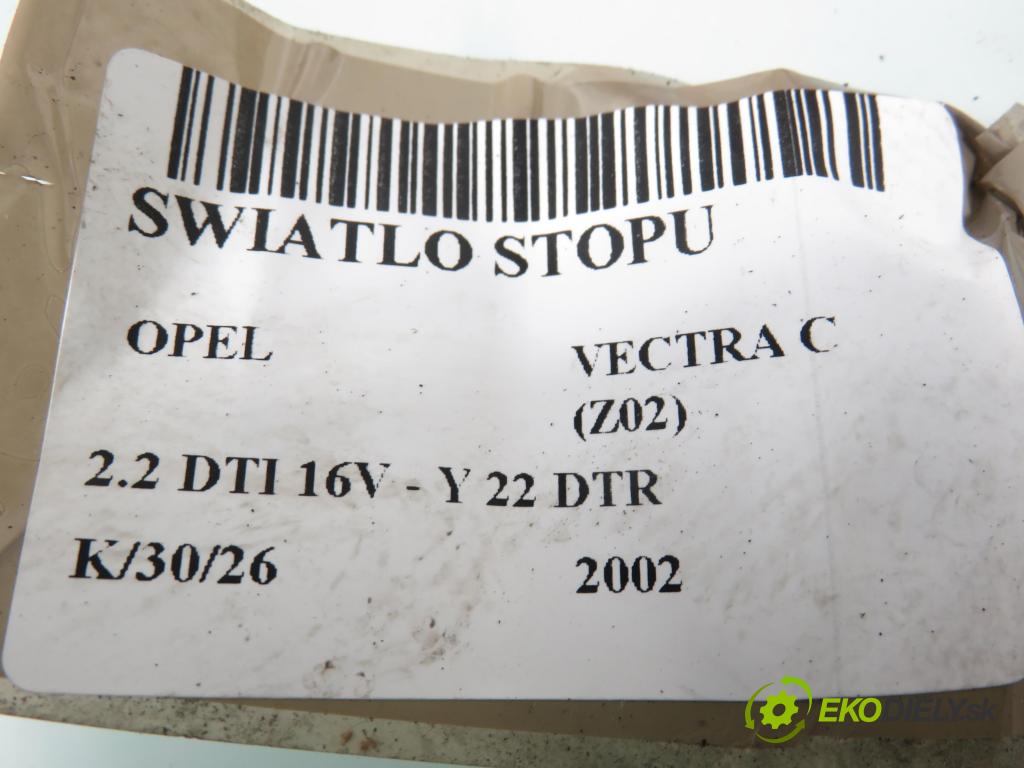 SWIATLO STOPU
OPEL VECTRA C
(Z02)
2.2 DTI 16V - Y 22 DTR
K/30/26 2002
EKODIELY.sk